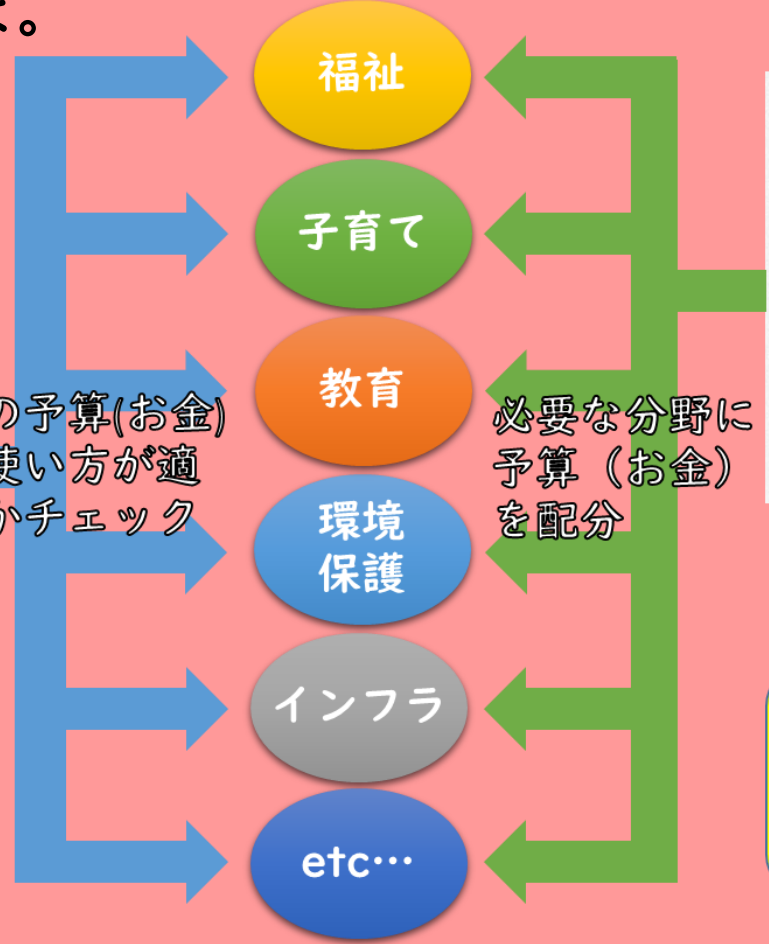 は。
福祉
子育て
教育
の予算(お金)
使い方が適
かチェック
必要な分野に
予算（お金）
を配分
環境
保護
インフラ
etc…